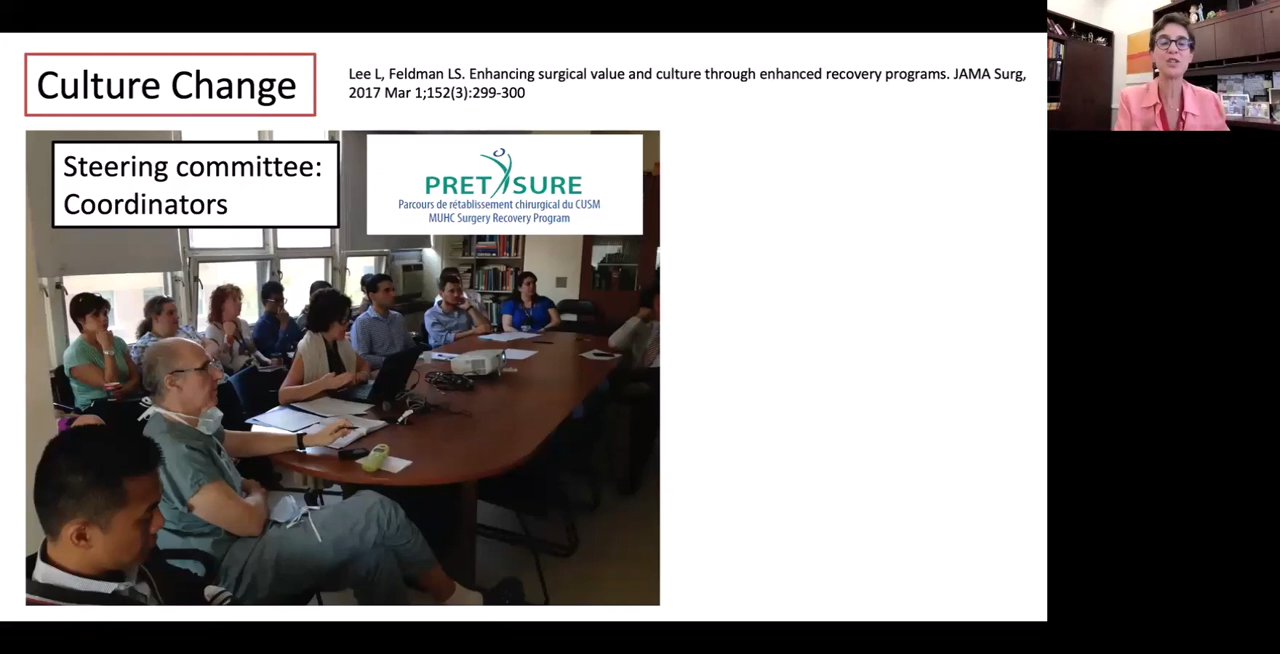 Culture Change
Lee L, Feldman LS. Enhancing surgical value and culture through enhanced recovery programs. JAMA Surg,
2017 Mar 1;152(3):299-300
Steering committee:
Coordinators
PRET SURE
Parcours de rétablissement chirurgical du CUSM
MUHC Surgery Recovery Program